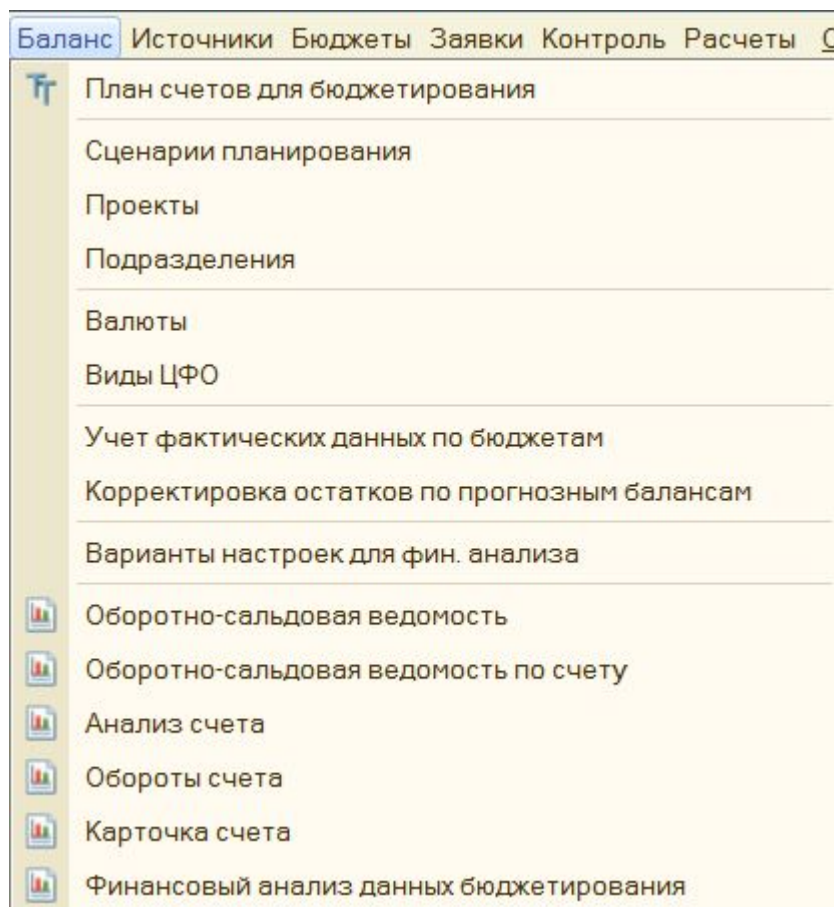 Баланс Источники Бюджеты Заявки Контроль Расчеты
План счетов для бюджетирования
Сценарии планирования
Проекты
Подразделения
Валюты
Виды ЦФО
Учет фактических данных по бюджетам
Корректировка остатков по прогнозным балансам
Варианты настроек для фин. анализа
Оборотно-сальдовая ведомость
Оборотно-сальдовая ведомость по счету
Анализ счета
Обороты счета
Карточка счета
Финансовый анализ данных бюджетирования